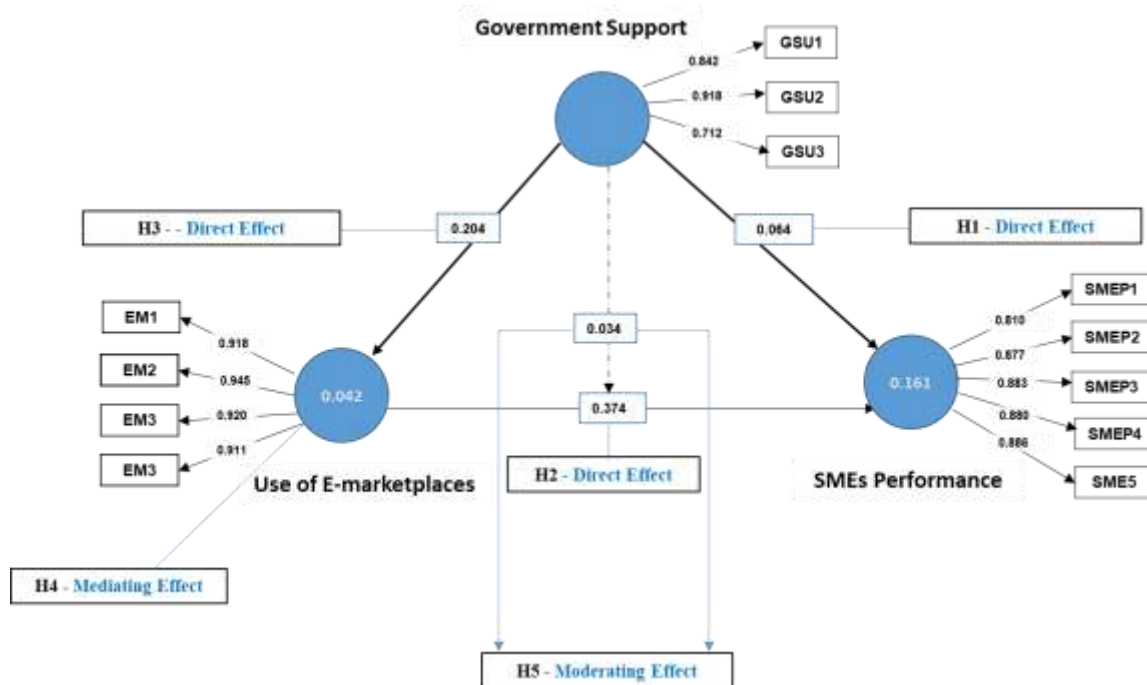 Government Support
GSU1
0.842
GSU2
0.918
GSU3
0.712
H3 - - Direct Effect
0.204
0.064
H1 - Direct Effect
EM1
0.918
EM2
0.945
EM3
0.920
EM3
0.911
0.042
0.034
0.374
0.161
SMEP1
0.810
SMEP2
0.877
SMEP3
0.883
SMEP4
0.880
SME5
0.886
Use of E-marketplaces
H2 - Direct Effect
SMEs Performance
H4 - Mediating Effect
H5 - Moderating Effect